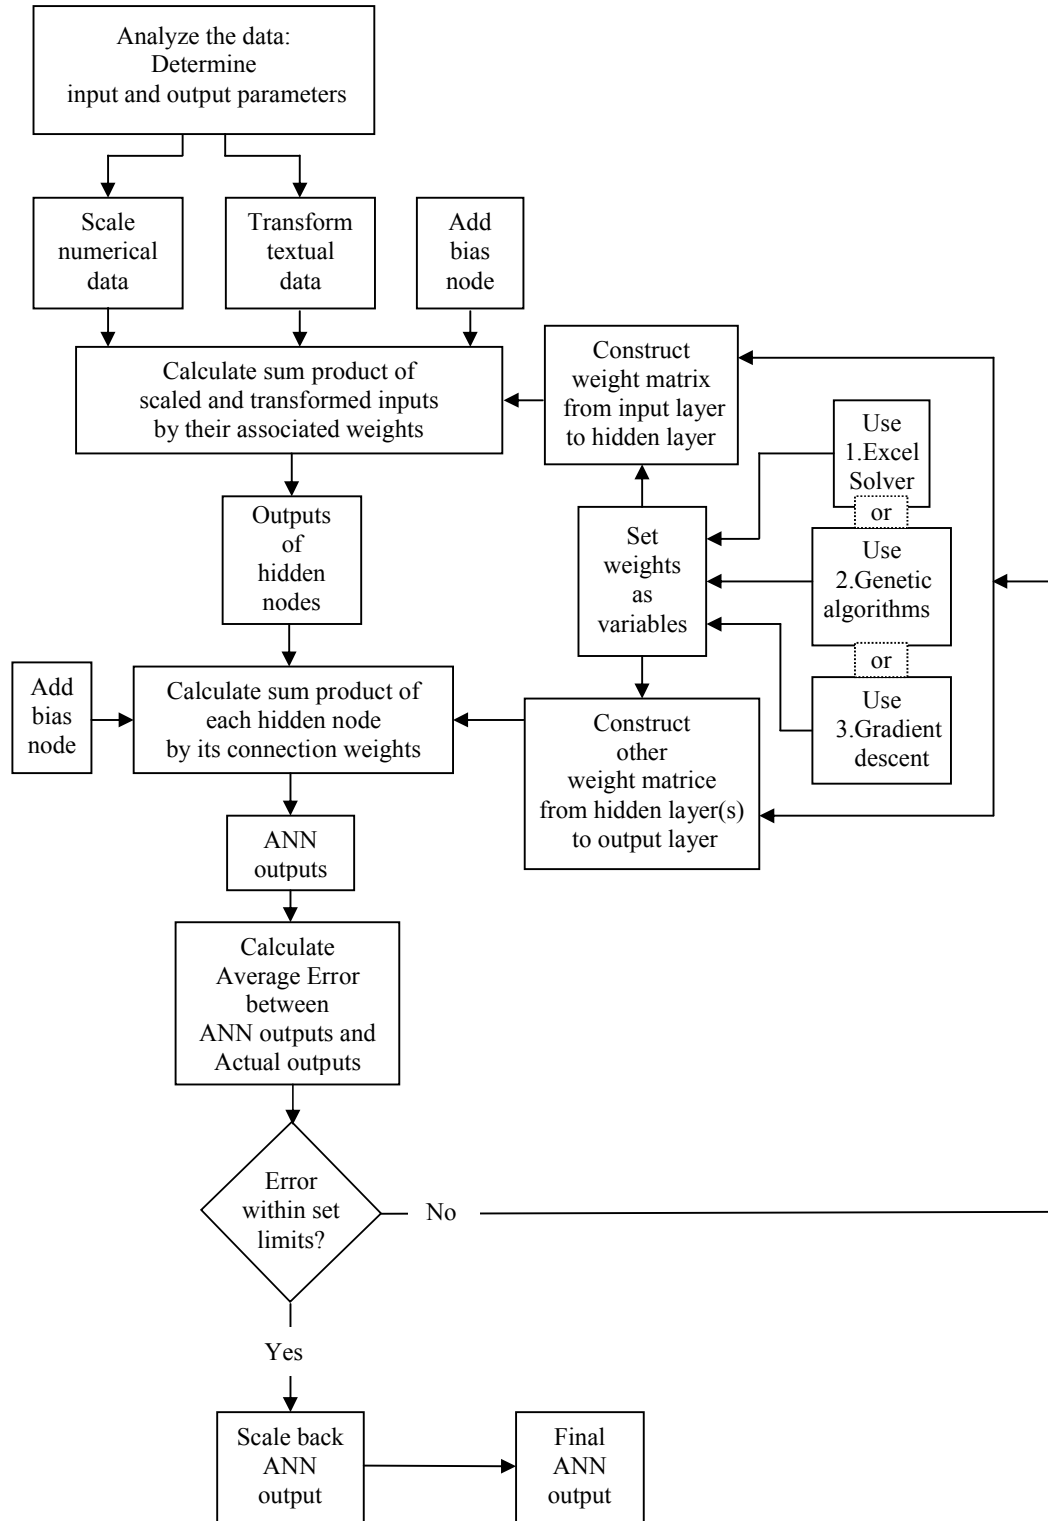 Analyze the data:
Determine
input and output parameters
Scale
numerical
data
Transform
textual
data
Add
bias
node
Calculate sum product of
scaled and transformed inputs
by their associated weights
Construct
weight matrix
from input layer
to hidden layer
Use
1.Excel
Solver
or
Use
2.Genetic
algorithms
or
Use
3.Gradient
descent
Set
weights
as
variables
Outputs
of
hidden
nodes
Add
bias
node
Calculate sum product of
each hidden node
by its connection weights
Construct
other
weight matrice
from hidden layer(s)
to output layer
ANN
outputs
Calculate
Average Error
between
ANN outputs and
Actual outputs
Error
within set
limits?
No
Yes
Scale back
ANN
output
Final
ANN
output